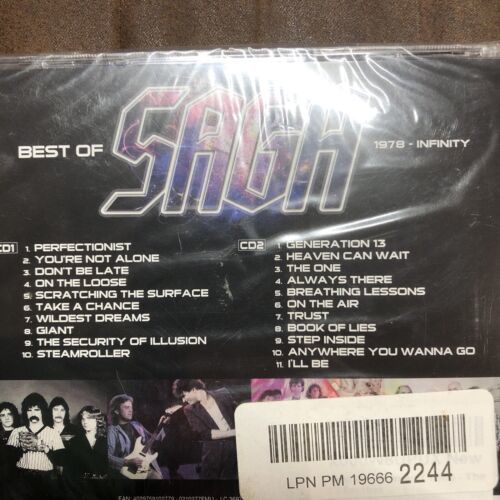 BEST OF SAGA 1978 - INFINITY
CD1
1. PERFECTIONIST
2. YOU'RE NOT ALONE
3. DON'T BE LATE
4. ON THE LOOSE
5. SCRATCHING THE SURFACE
6. TAKE A CHANCE
7. WILDEST DREAMS
8. GIANT
9. THE SECURITY OF ILLUSION
10. STEAMROLLER
CD2
1. GENERATION 13
2. HEAVEN CAN WAIT
3. THE ONE
4. ALWAYS THERE
5. BREATHING LESSONS
6. ON THE AIR
7. TRUST
8. BOOK OF LIES
9. STEP INSIDE
10. ANYWHERE YOU WANNA GO
11. I'LL BE
LPN PM 19666 2244